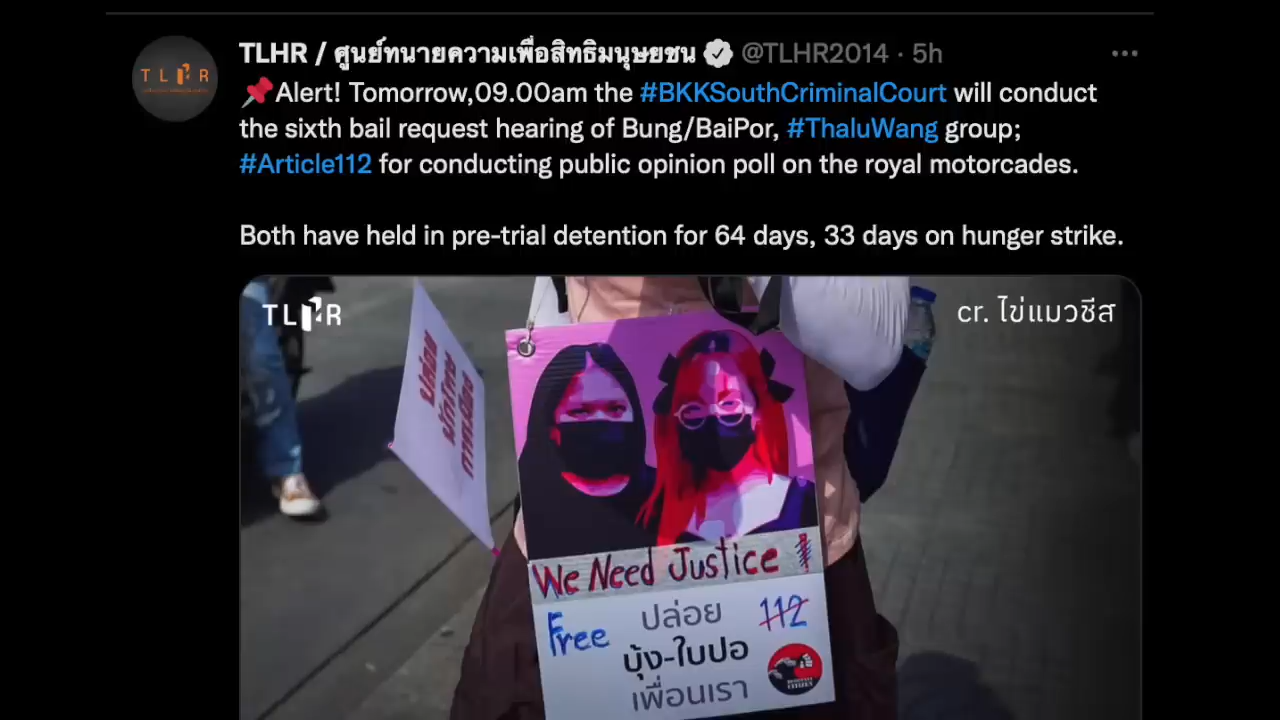 TLHR
TLHR / ศูนย์ทนายความเพื่อสิทธิมนุษยชน @TLHR2014 · 5h
Alert! Tomorrow,09.00am the #BKKSouthCriminalCourt will conduct
the sixth bail request hearing of Bung/BaiPor, #ThaluWang group;
#Article112 for conducting public opinion poll on the royal motorcades.
Both have held in pre-trial detention for 64 days, 33 days on hunger strike.
TLHR
cr. ไข่แมวชีส
ปล่อย
We Need Justice !
Free
ปล่อย
112
บุ้ง-ใบปอ
เพื่อนเรา